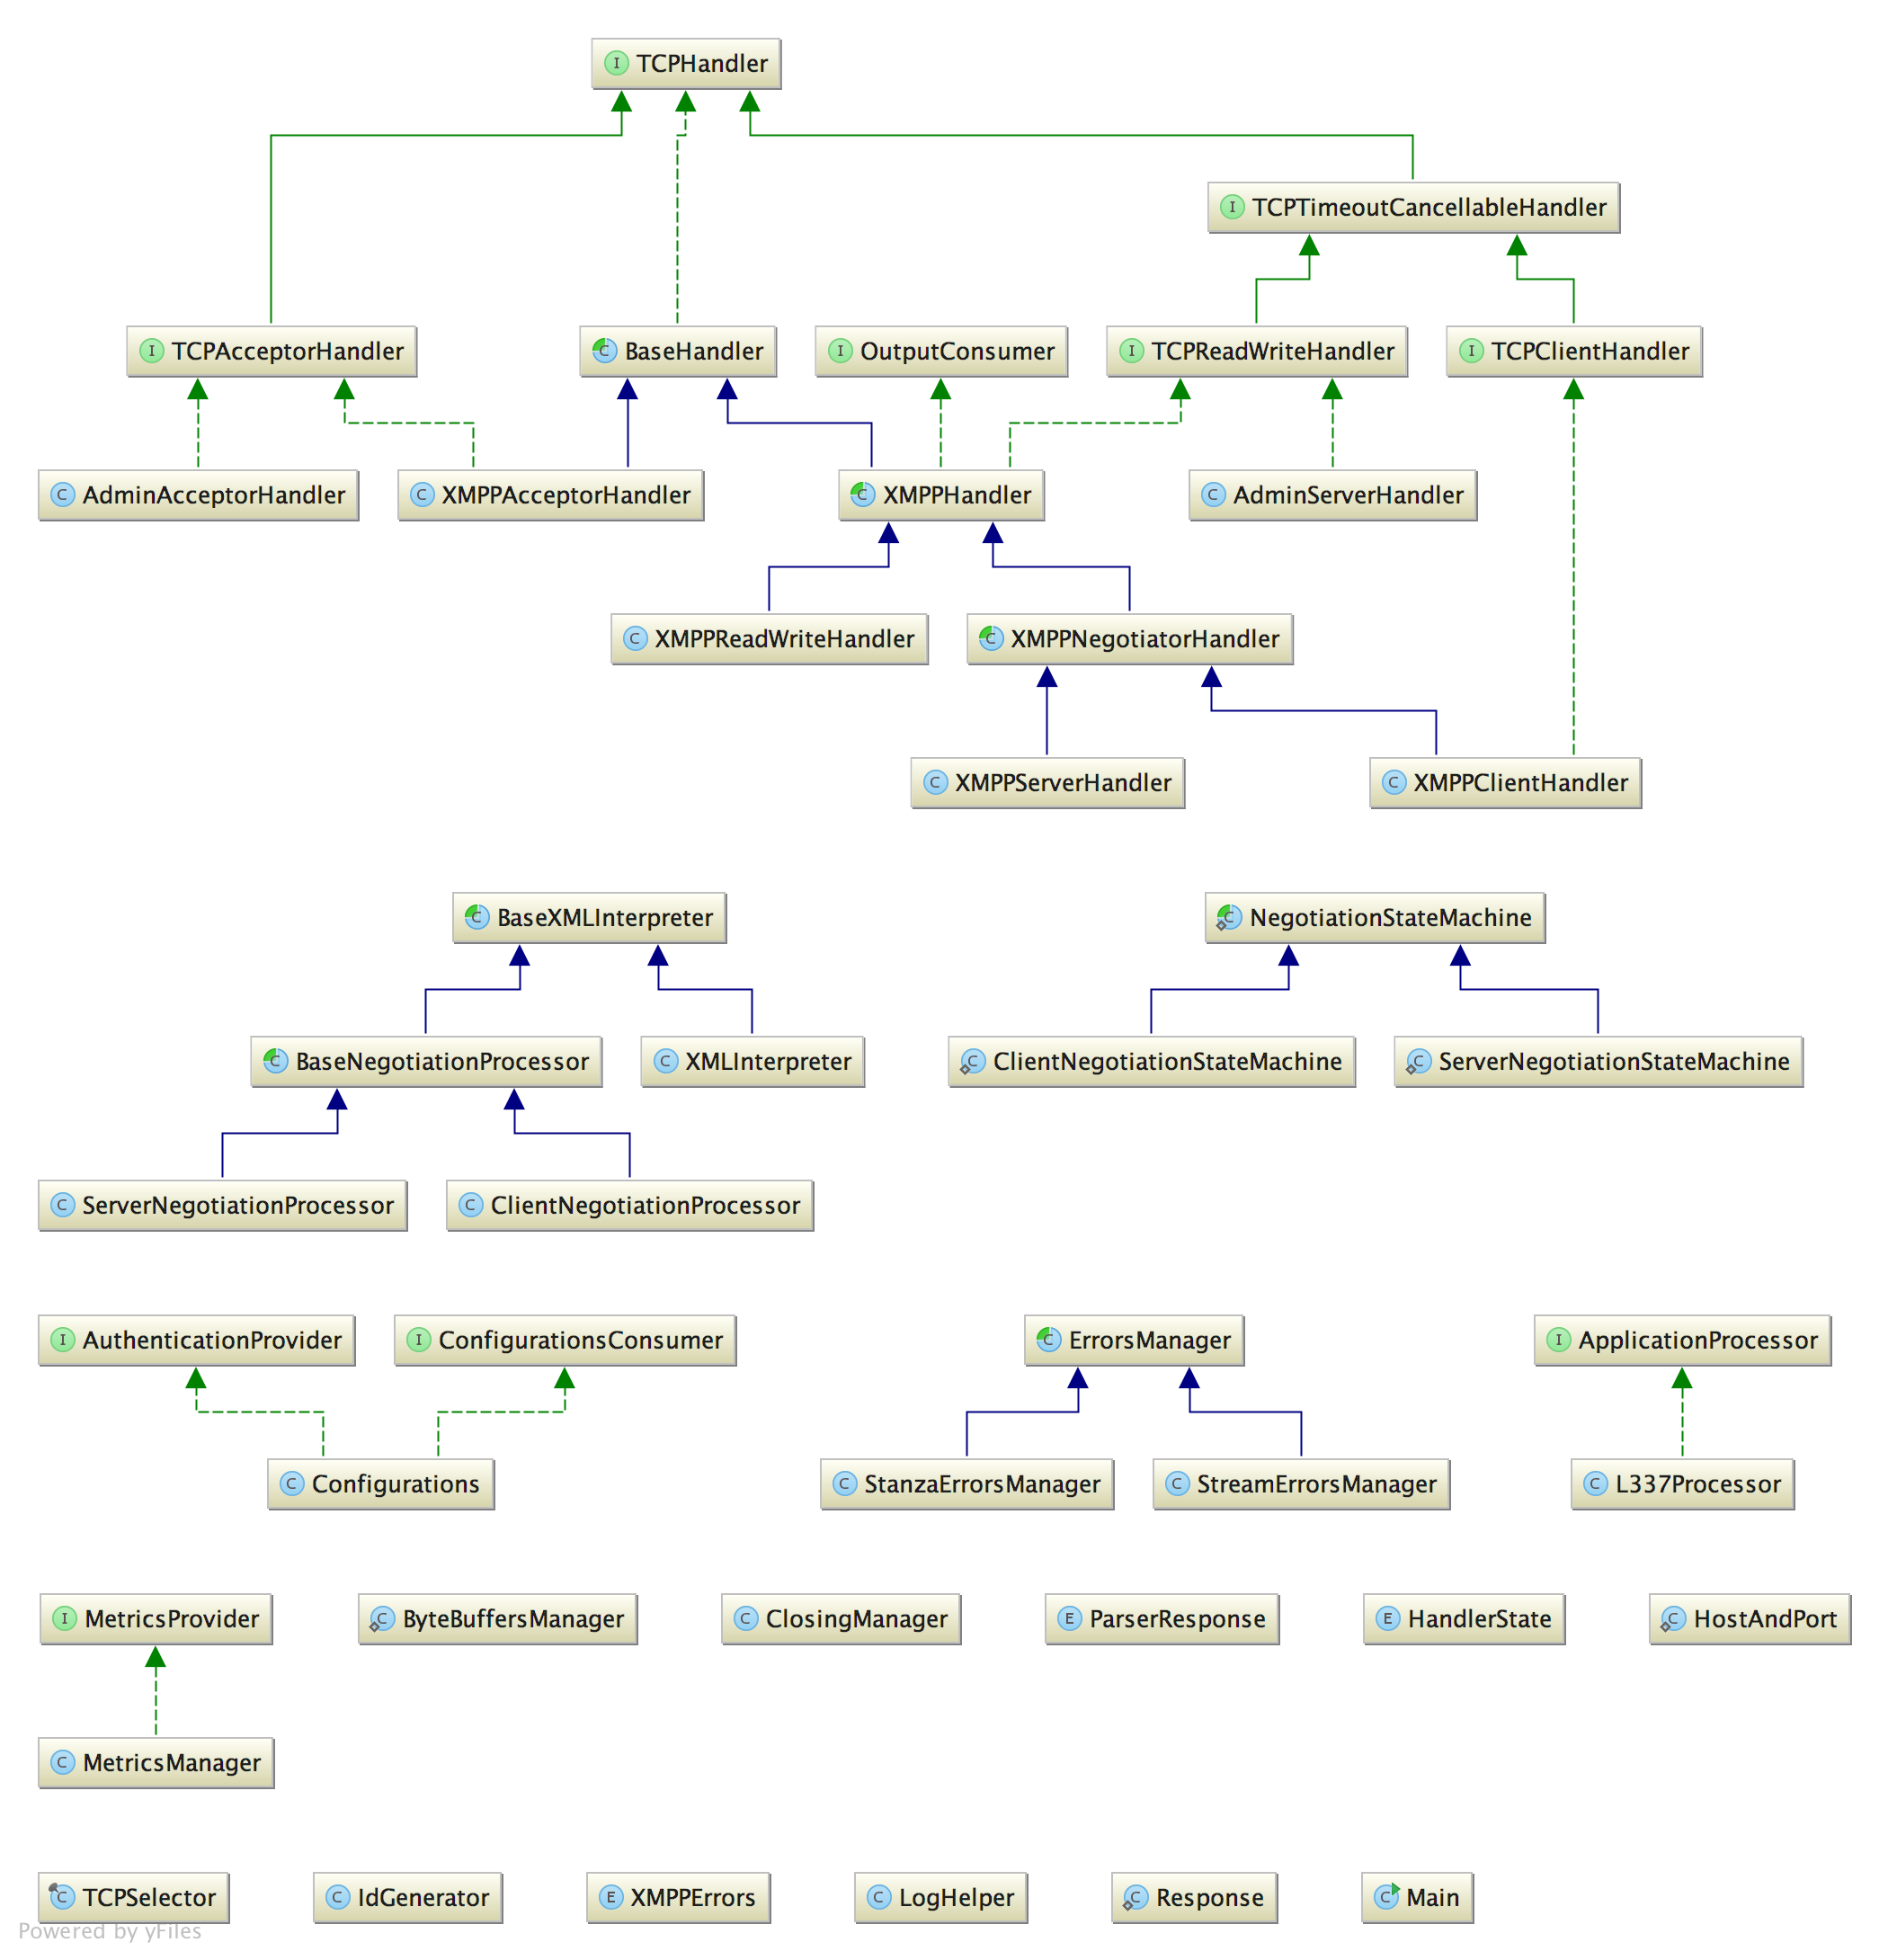 TCPHandler
TCPTimeoutCancellableHandler
TCPAcceptorHandler
BaseHandler
OutputConsumer
TCPReadWriteHandler
TCPClientHandler
AdminAcceptorHandler
XMPPAcceptorHandler
XMPPHandler
AdminServerHandler
XMPPReadWriteHandler
XMPPNegotiatorHandler
XMPPServerHandler
XMPPClientHandler
BaseXMLInterpreter
NegotiationStateMachine
BaseNegotiationProcessor
XMLInterpreter
ClientNegotiationStateMachine
ServerNegotiationStateMachine
ServerNegotiationProcessor
ClientNegotiationProcessor
AuthenticationProvider
ConfigurationsConsumer
ErrorsManager
ApplicationProcessor
Configurations
StanzaErrorsManager
StreamErrorsManager
L337Processor
MetricsProvider
ByteBuffersManager
ClosingManager
ParserResponse
HandlerState
HostAndPort
MetricsManager
TCPSelector
IdGenerator
XMPPErrors
LogHelper
Response
Main
Powered by yFiles